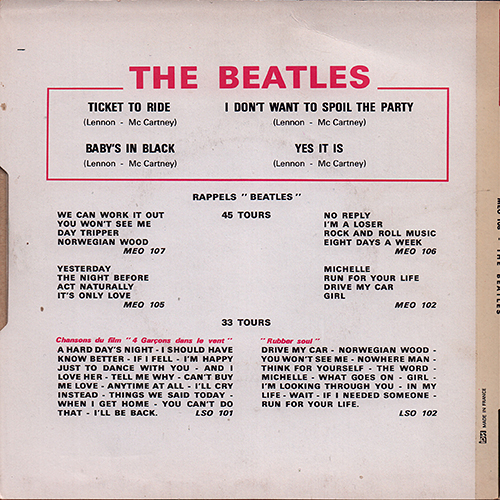 THE BEATLES
TICKET TO RIDE
(Lennon - Mc Cartney)
I DON'T WANT TO SPOIL THE PARTY
(Lennon - Mc Cartney)
BABY'S IN BLACK
(Lennon - Mc Cartney)
YES IT IS
(Lennon - Mc Cartney)
RAPPELS "BEATLES"
45 TOURS
WE CAN WORK IT OUT
YOU WON'T SEE ME
DAY TRIPPER
NORWEGIAN WOOD
MEO 107
NO REPLY
I'M A LOSER
ROCK AND ROLL MUSIC
EIGHT DAYS A WEEK
MEO 106
YESTERDAY
THE NIGHT BEFORE
ACT NATURALLY
IT'S ONLY LOVE
MEO 105
MICHELLE
RUN FOR YOUR LIFE
DRIVE MY CAR
GIRL
MEO 102
33 TOURS
Chansons du film "4 Garçons dans le vent"
A HARD DAY'S NIGHT - I SHOULD HAVE
KNOW BETTER - IF I FELL - I'M HAPPY
JUST TO DANCE WITH YOU - AND I
LOVE HER - TELL ME WHY - CAN'T BUY
ME LOVE - ANYTIME AT ALL - I'LL CRY
INSTEAD - THINGS WE SAID TODAY -
WHEN I GET HOME - YOU CAN'T DO
THAT - I'LL BE BACK.
LSO 101
"Rubber soul"
DRIVE MY CAR - NORWEGIAN WOOD -
YOU WON'T SEE ME - NOWHERE MAN -
THINK FOR YOURSELF - THE WORD -
MICHELLE - WHAT GOES ON - GIRL -
I'M LOOKING THROUGH YOU - IN MY
LIFE - WAIT - IF I NEEDED SOMEONE -
RUN FOR YOUR LIFE.
LSO 102
THE BEATLES
MADE IN FRANCE